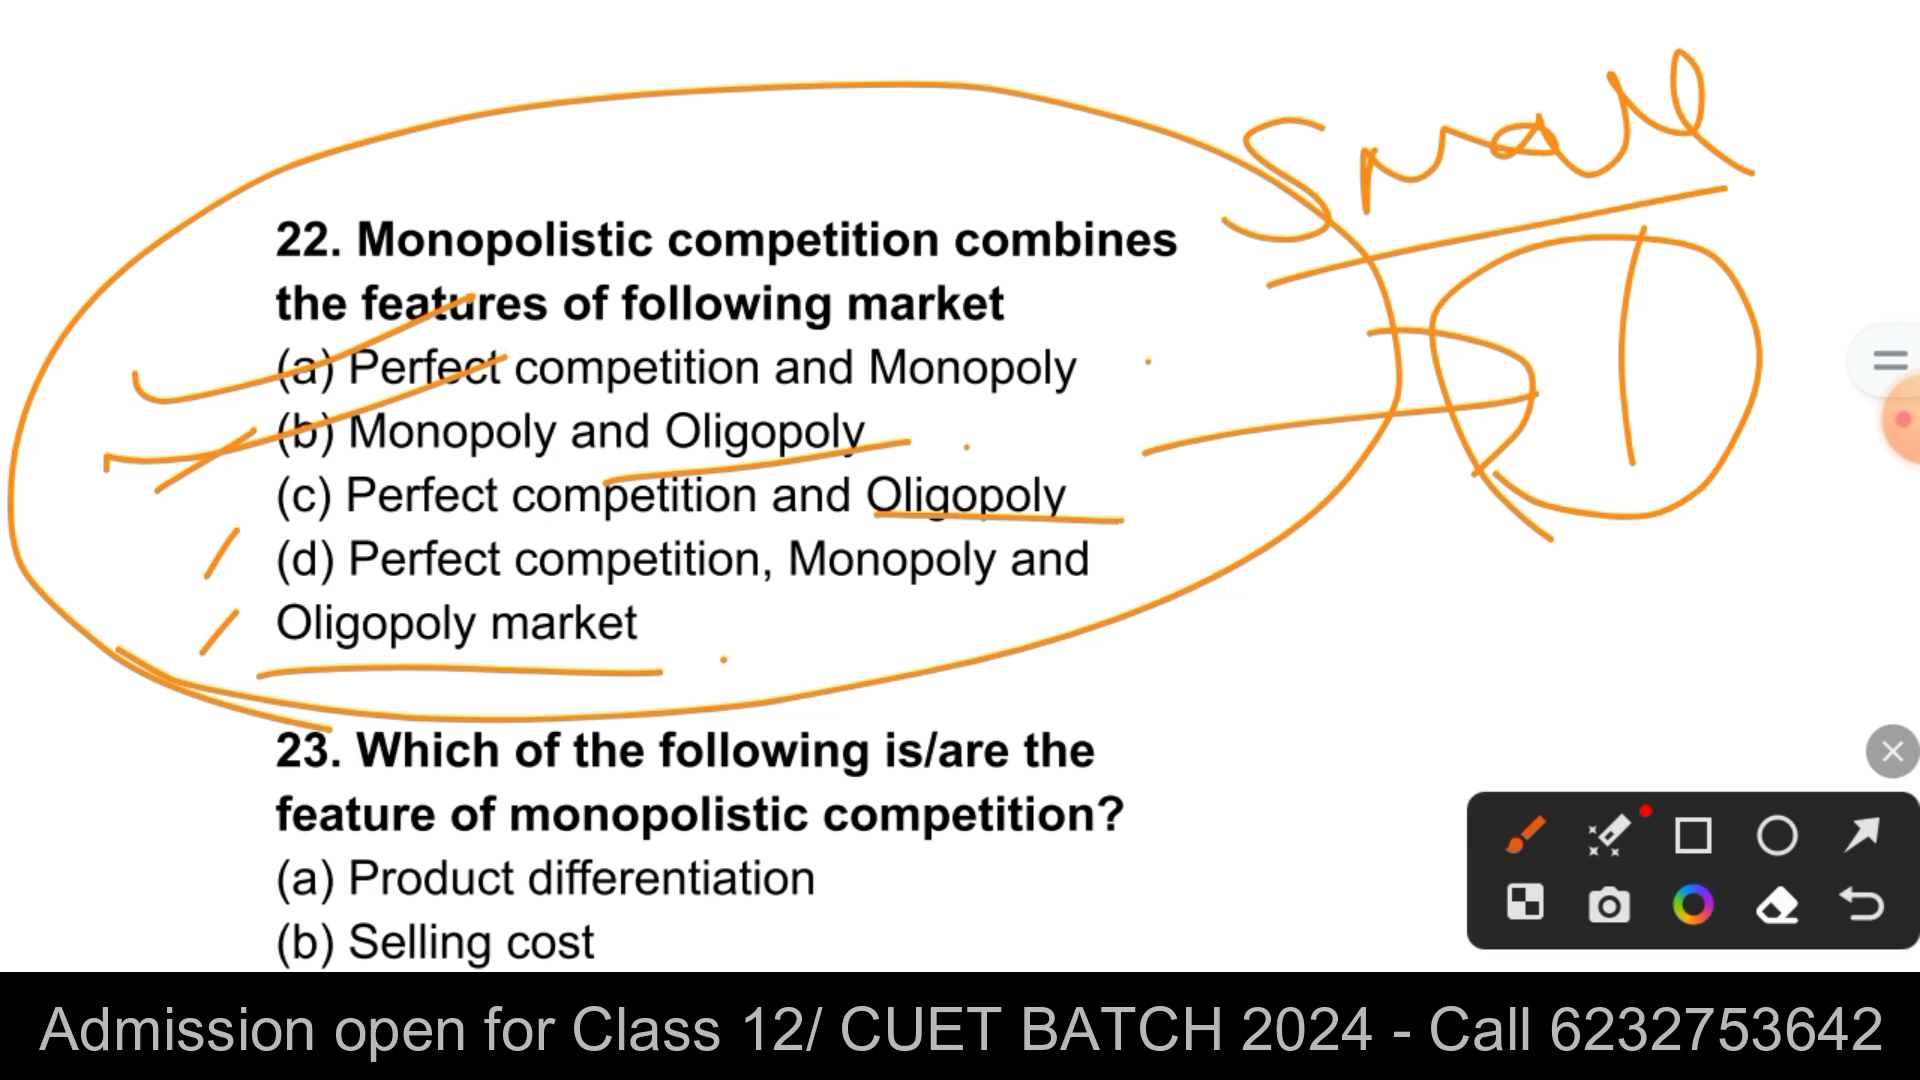 Small
22. Monopolistic competition combines
the features of following market
(a) Perfect competition and Monopoly
(b) Monopoly and Oligopoly
(c) Perfect competition and Oligopoly
(d) Perfect competition, Monopoly and
Oligopoly market
23. Which of the following is/are the
feature of monopolistic competition?
(a) Product differentiation
(b) Selling cost
Admission open for Class 12/ CUET BATCH 2024 - Call 6232753642